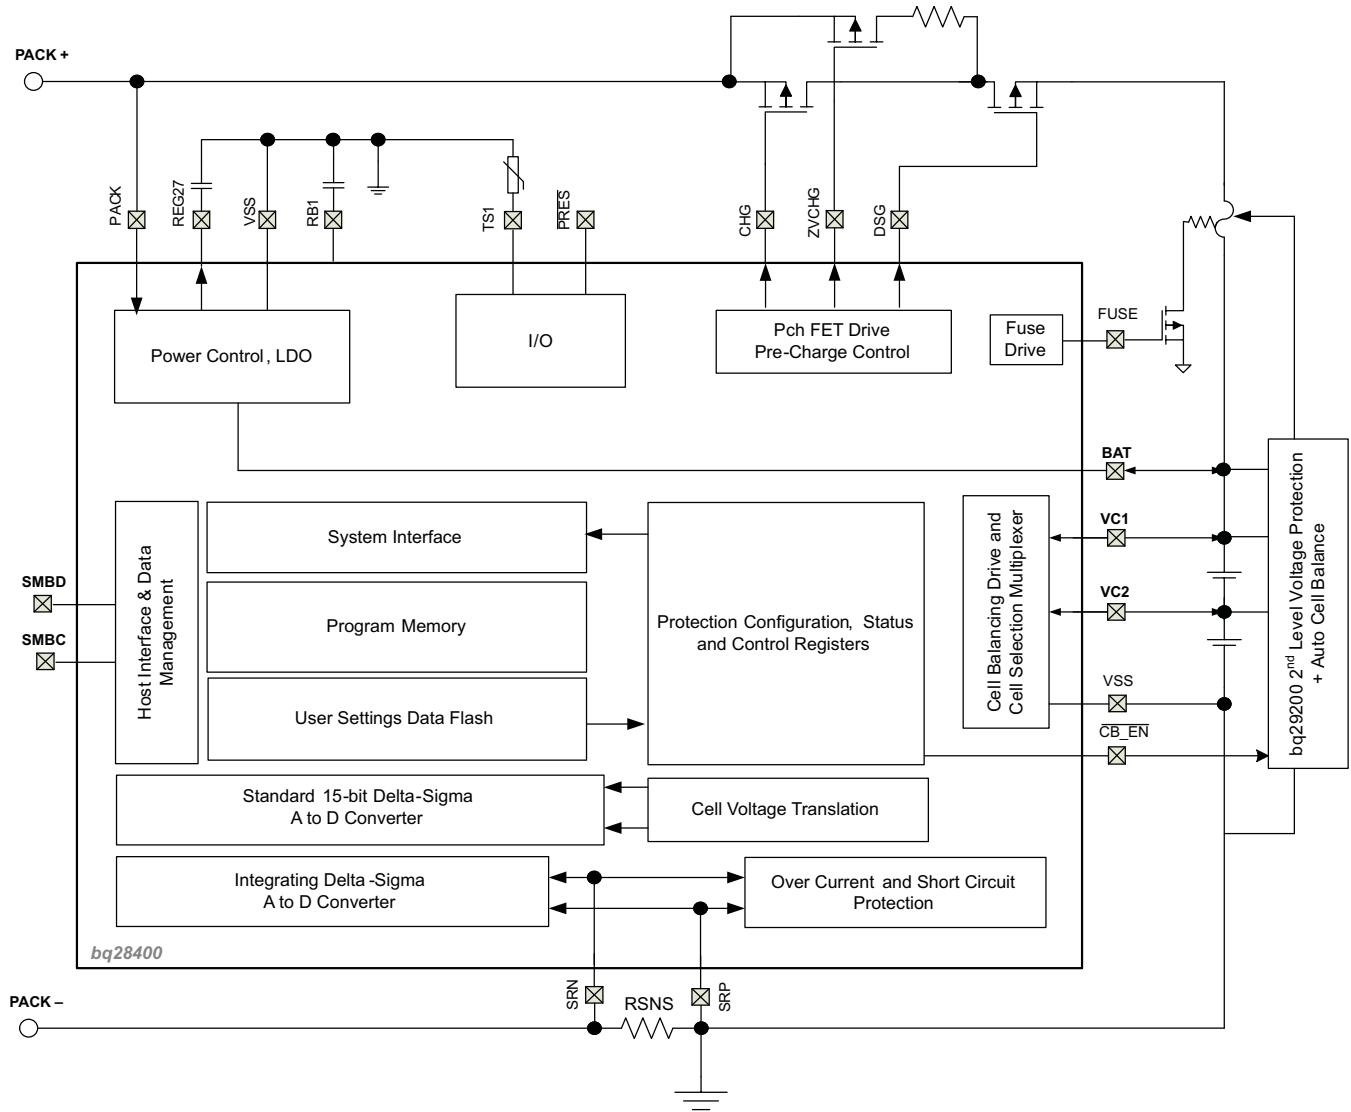 PACK +
PACK
REG27
VSS
RB1
TS1
PRES
CHG
ZVCHG
DSG
FUSE
Power Control, LDO
I/O
Pch FET Drive
Pre-Charge Control
Fuse
Drive
BAT
VC1
VC2
VSS
CB_EN
SMBD
SMBC
Host Interface & Data
Management
System Interface
Program Memory
User Settings Data Flash
Protection Configuration, Status
and Control Registers
Cell Balancing Drive and
Cell Selection Multiplexer
bq29200 2nd Level Voltage Protection
+ Auto Cell Balance
Standard 15-bit Delta-Sigma
A to D Converter
Cell Voltage Translation
Integrating Delta -Sigma
A to D Converter
Over Current and Short Circuit
Protection
bq28400
SRN
RSNS
SRP
PACK –